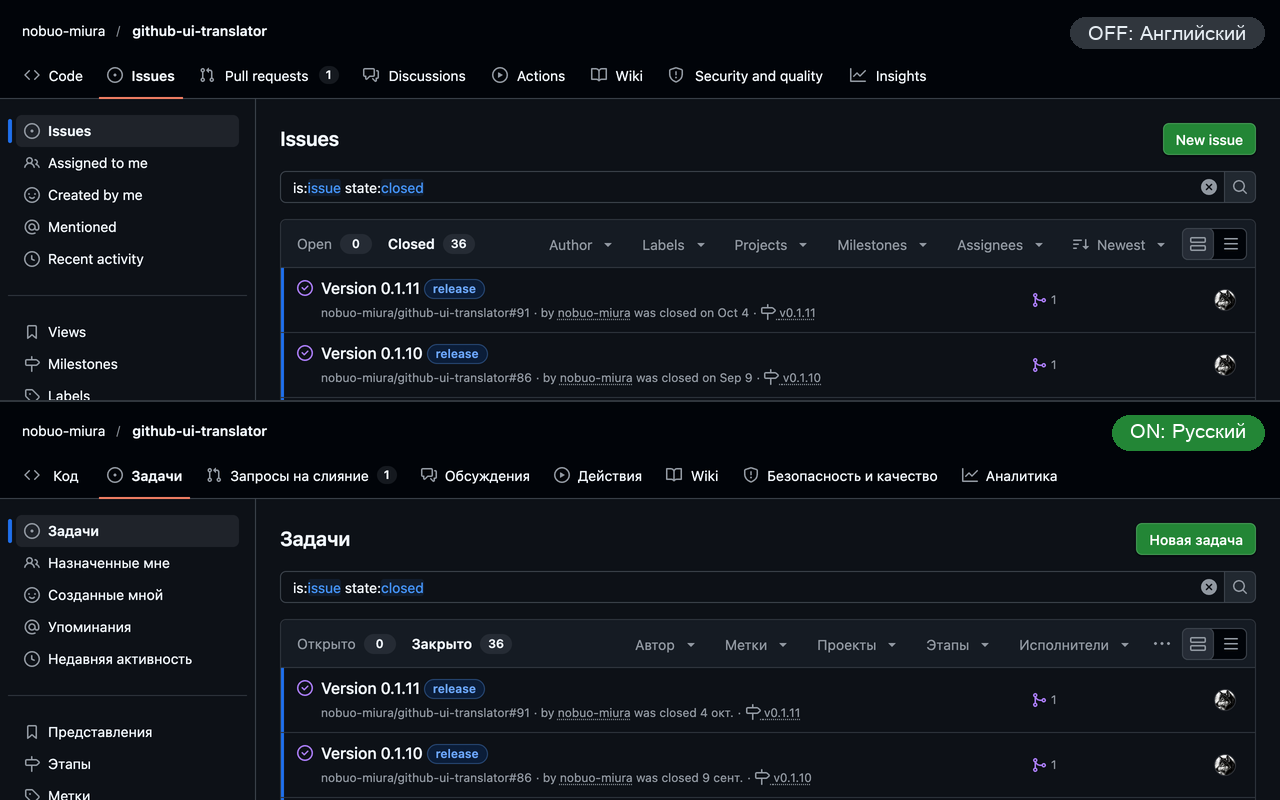 nobuo-miura / github-ui-translator
OFF: Английский
Code Issues Pull requests 1 Discussions Actions Wiki Security and quality Insights
Issues
Assigned to me
Created by me
Mentioned
Recent activity
Views
Milestones
Labels
Issues
New issue
is:issue state:closed
Open 0 Closed 36 Author Labels Projects Milestones Assignees Newest
Version 0.1.11 release
nobuo-miura/github-ui-translator#91 · by nobuo-miura was closed on Oct 4 · v0.1.11
1
Version 0.1.10 release
nobuo-miura/github-ui-translator#86 · by nobuo-miura was closed on Sep 9 · v0.1.10
1
nobuo-miura / github-ui-translator
ON: Русский
Код Задачи Запросы на слияние 1 Обсуждения Действия Wiki Безопасность и качество Аналитика
Задачи
Назначенные мне
Созданные мной
Упоминания
Недавняя активность
Представления
Этапы
Метки
Задачи
Новая задача
is:issue state:closed
Открыто 0 Закрыто 36 Автор Метки Проекты Этапы Исполнители ···
Version 0.1.11 release
nobuo-miura/github-ui-translator#91 · by nobuo-miura was closed 4 окт. · v0.1.11
1
Version 0.1.10 release
nobuo-miura/github-ui-translator#86 · by nobuo-miura was closed 9 сент. · v0.1.10
1